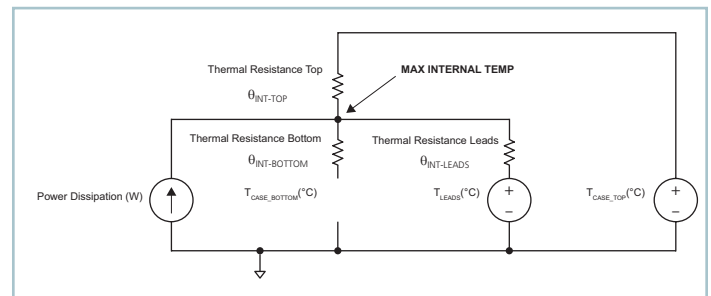 Thermal Resistance Top
MAX INTERNAL TEMP
θINT-TOP
Thermal Resistance Bottom
Thermal Resistance Leads
θINT-BOTTOM
θINT-LEADS
Power Dissipation (W)
TCASE_BOTTOM(°C)
TLEADS(°C)
TCASE_TOP(°C)
+
–
+
–